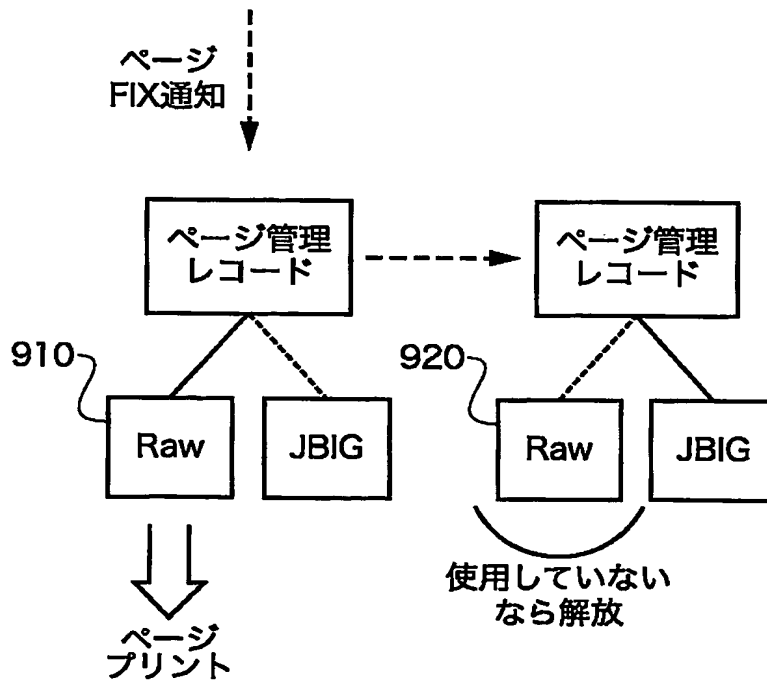 ページ
FIX通知
ページ管理
レコード
ページ管理
レコード
910
Raw
JBIG
920
Raw
JBIG
ページ
プリント
使用していない
なら解放